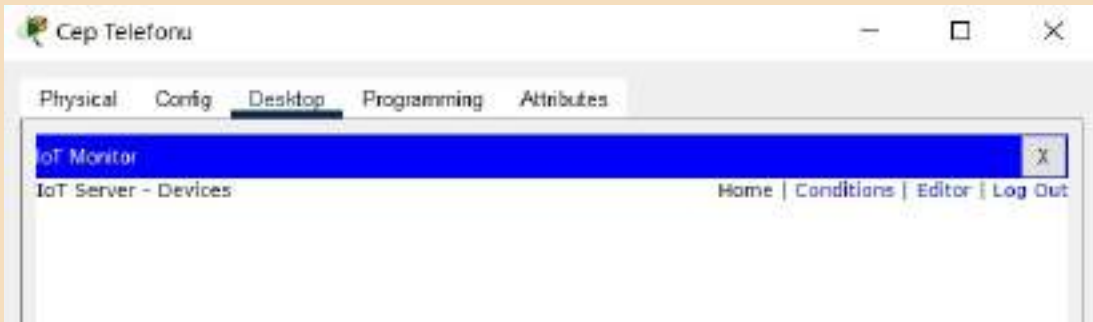 Cep Telefonu
Physical Config Desktop Programming Attributes
IoT Monitor X
IoT Server - Devices Home | Conditions | Editor | Log Out